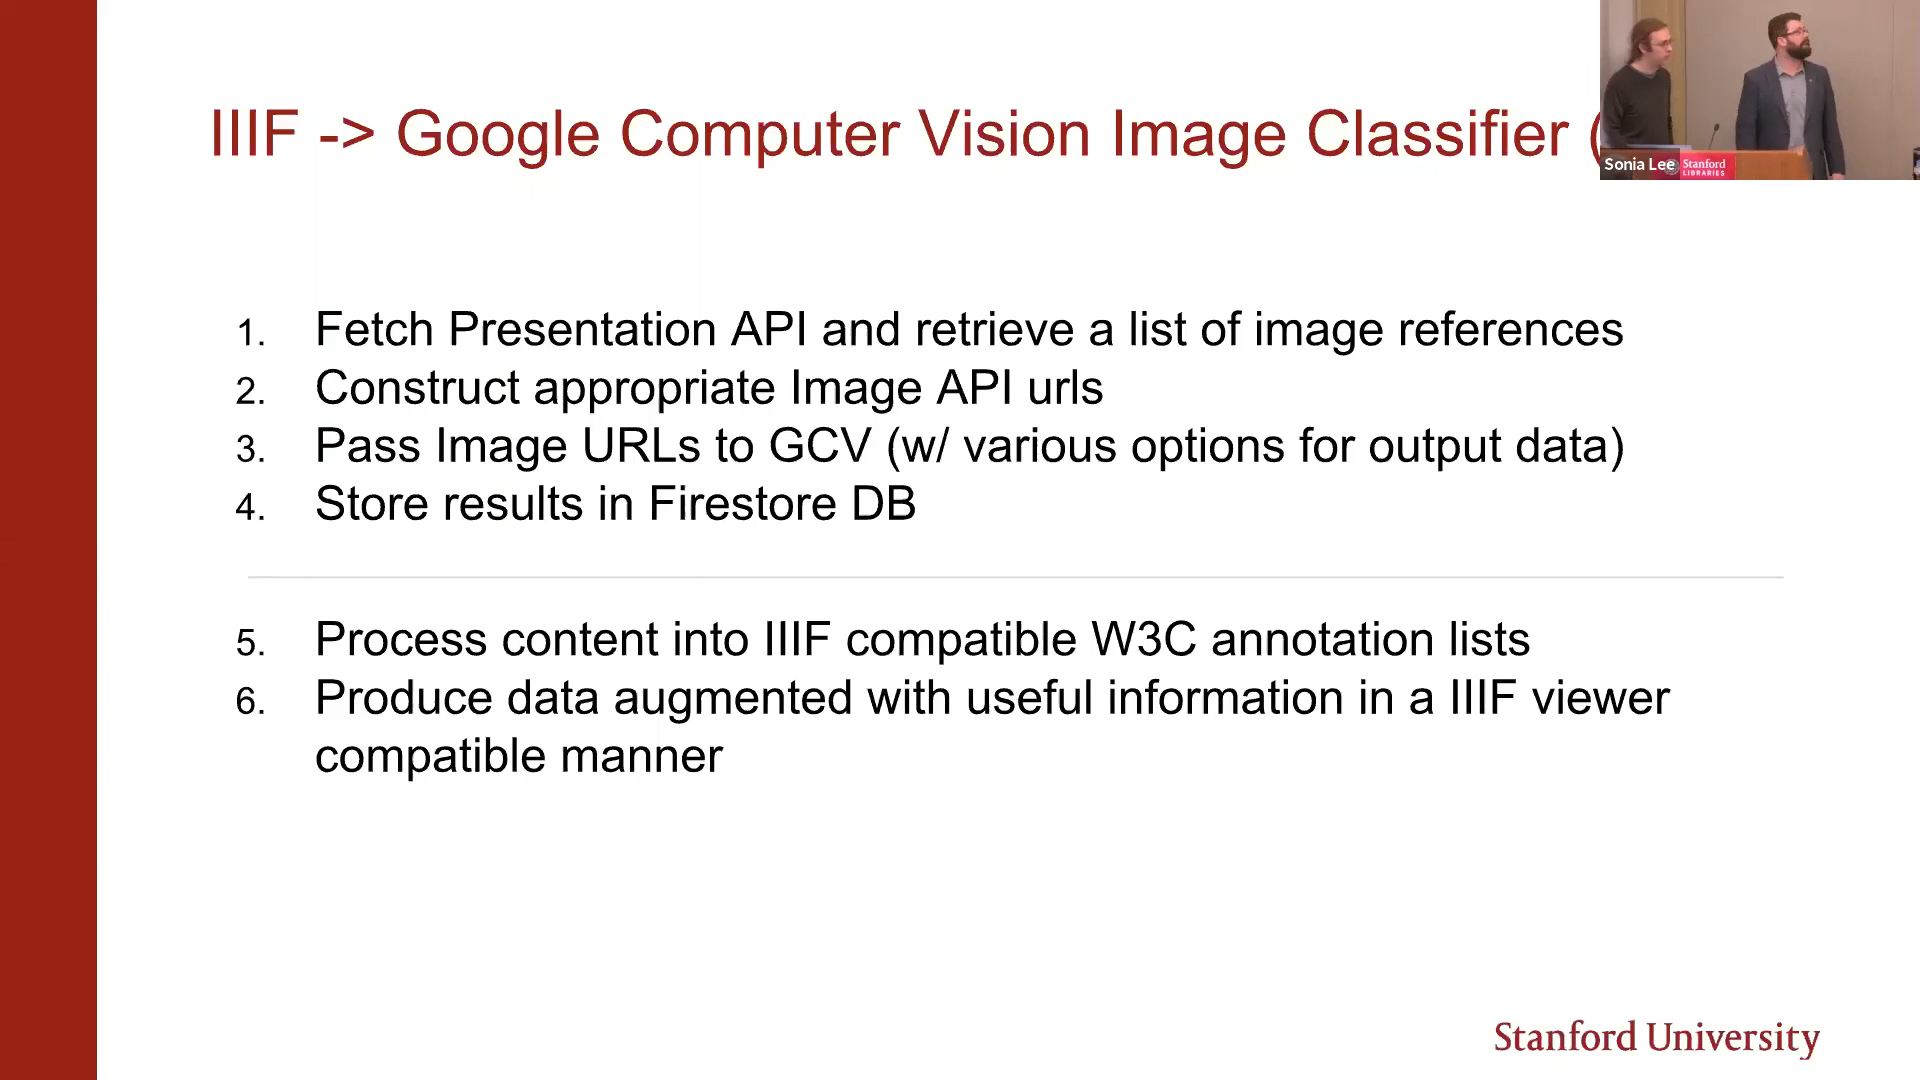 IIIF -> Google Computer Vision Image Classifier (
Sonia Lee
Stanford
LIBRARIES
1. Fetch Presentation API and retrieve a list of image references
2. Construct appropriate Image API urls
3. Pass Image URLs to GCV (w/ various options for output data)
4. Store results in Firestore DB
5. Process content into IIIF compatible W3C annotation lists
6. Produce data augmented with useful information in a IIIF viewer
compatible manner
Stanford University